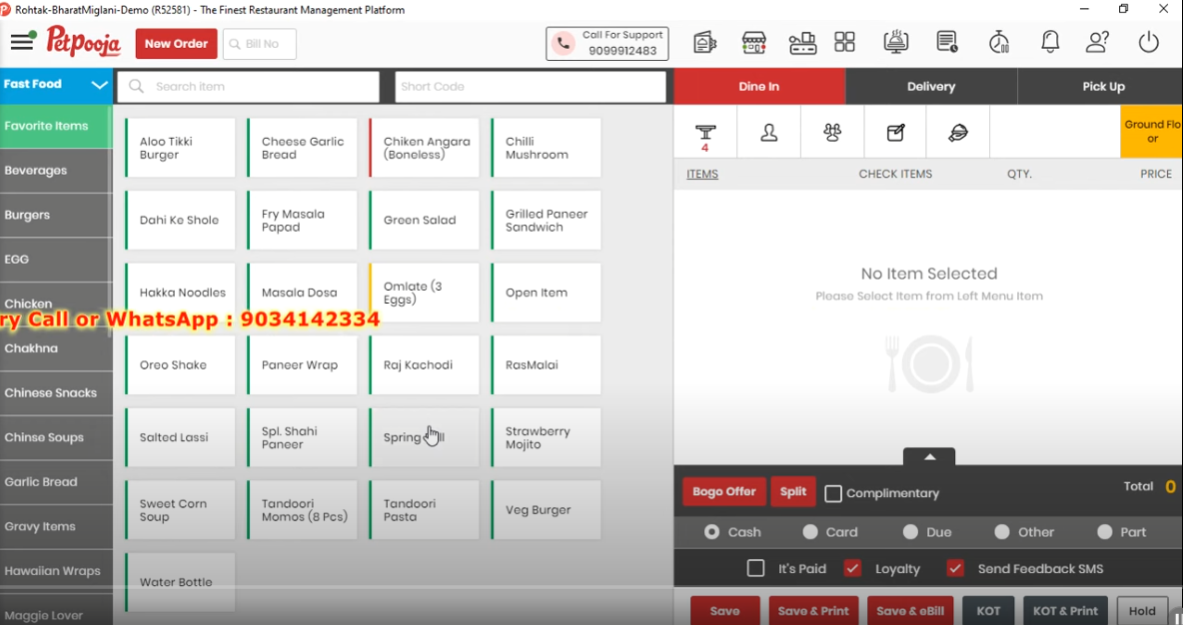 Rohtak-BharatMiglani-Demo (R52581) - The Finest Restaurant Management Platform
PetPooja
New Order
Bill No
Call For Support
9099912483
Fast Food
Search item
Short Code
Dine In
Delivery
Pick Up
Favorite Items
Beverages
Burgers
EGG
Chicken
Chakhna
Chinese Snacks
Chinse Soups
Garlic Bread
Gravy Items
Hawaiian Wraps
Maggie Lover
ry Call or WhatsApp : 9034142334
Aloo Tikki
Burger
Cheese Garlic
Bread
Chiken Angara
(Boneless)
Chilli
Mushroom
Dahi Ke Shole
Fry Masala
Papad
Green Salad
Grilled Paneer
Sandwich
Hakka Noodles
Masala Dosa
Omlate (3
Eggs)
Open Item
Oreo Shake
Paneer Wrap
Raj Kachodi
RasMalai
Salted Lassi
Spl. Shahi
Paneer
Spring
Strawberry
Mojito
Sweet Corn
Soup
Tandoori
Momos (8 Pcs)
Tandoori
Pasta
Veg Burger
Water Bottle
4
Ground Flo
or
ITEMS
CHECK ITEMS
QTY.
PRICE
No Item Selected
Please Select Item from Left Menu Item
Bogo Offer
Split
Complimentary
Total 0
Cash
Card
Due
Other
Part
It's Paid
Loyalty
Send Feedback SMS
Save
Save & Print
Save & eBill
KOT
KOT & Print
Hold